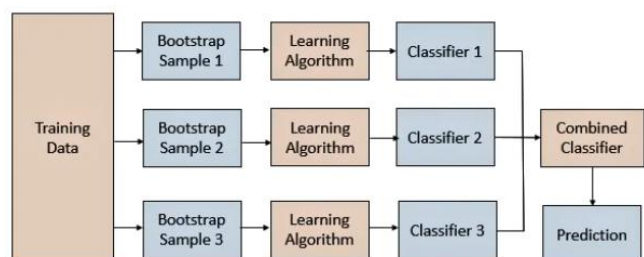 Training
Data
Bootstrap
Sample 1
Learning
Algorithm
Classifier 1
Bootstrap
Sample 2
Learning
Algorithm
Classifier 2
Bootstrap
Sample 3
Learning
Algorithm
Classifier 3
Combined
Classifier
Prediction